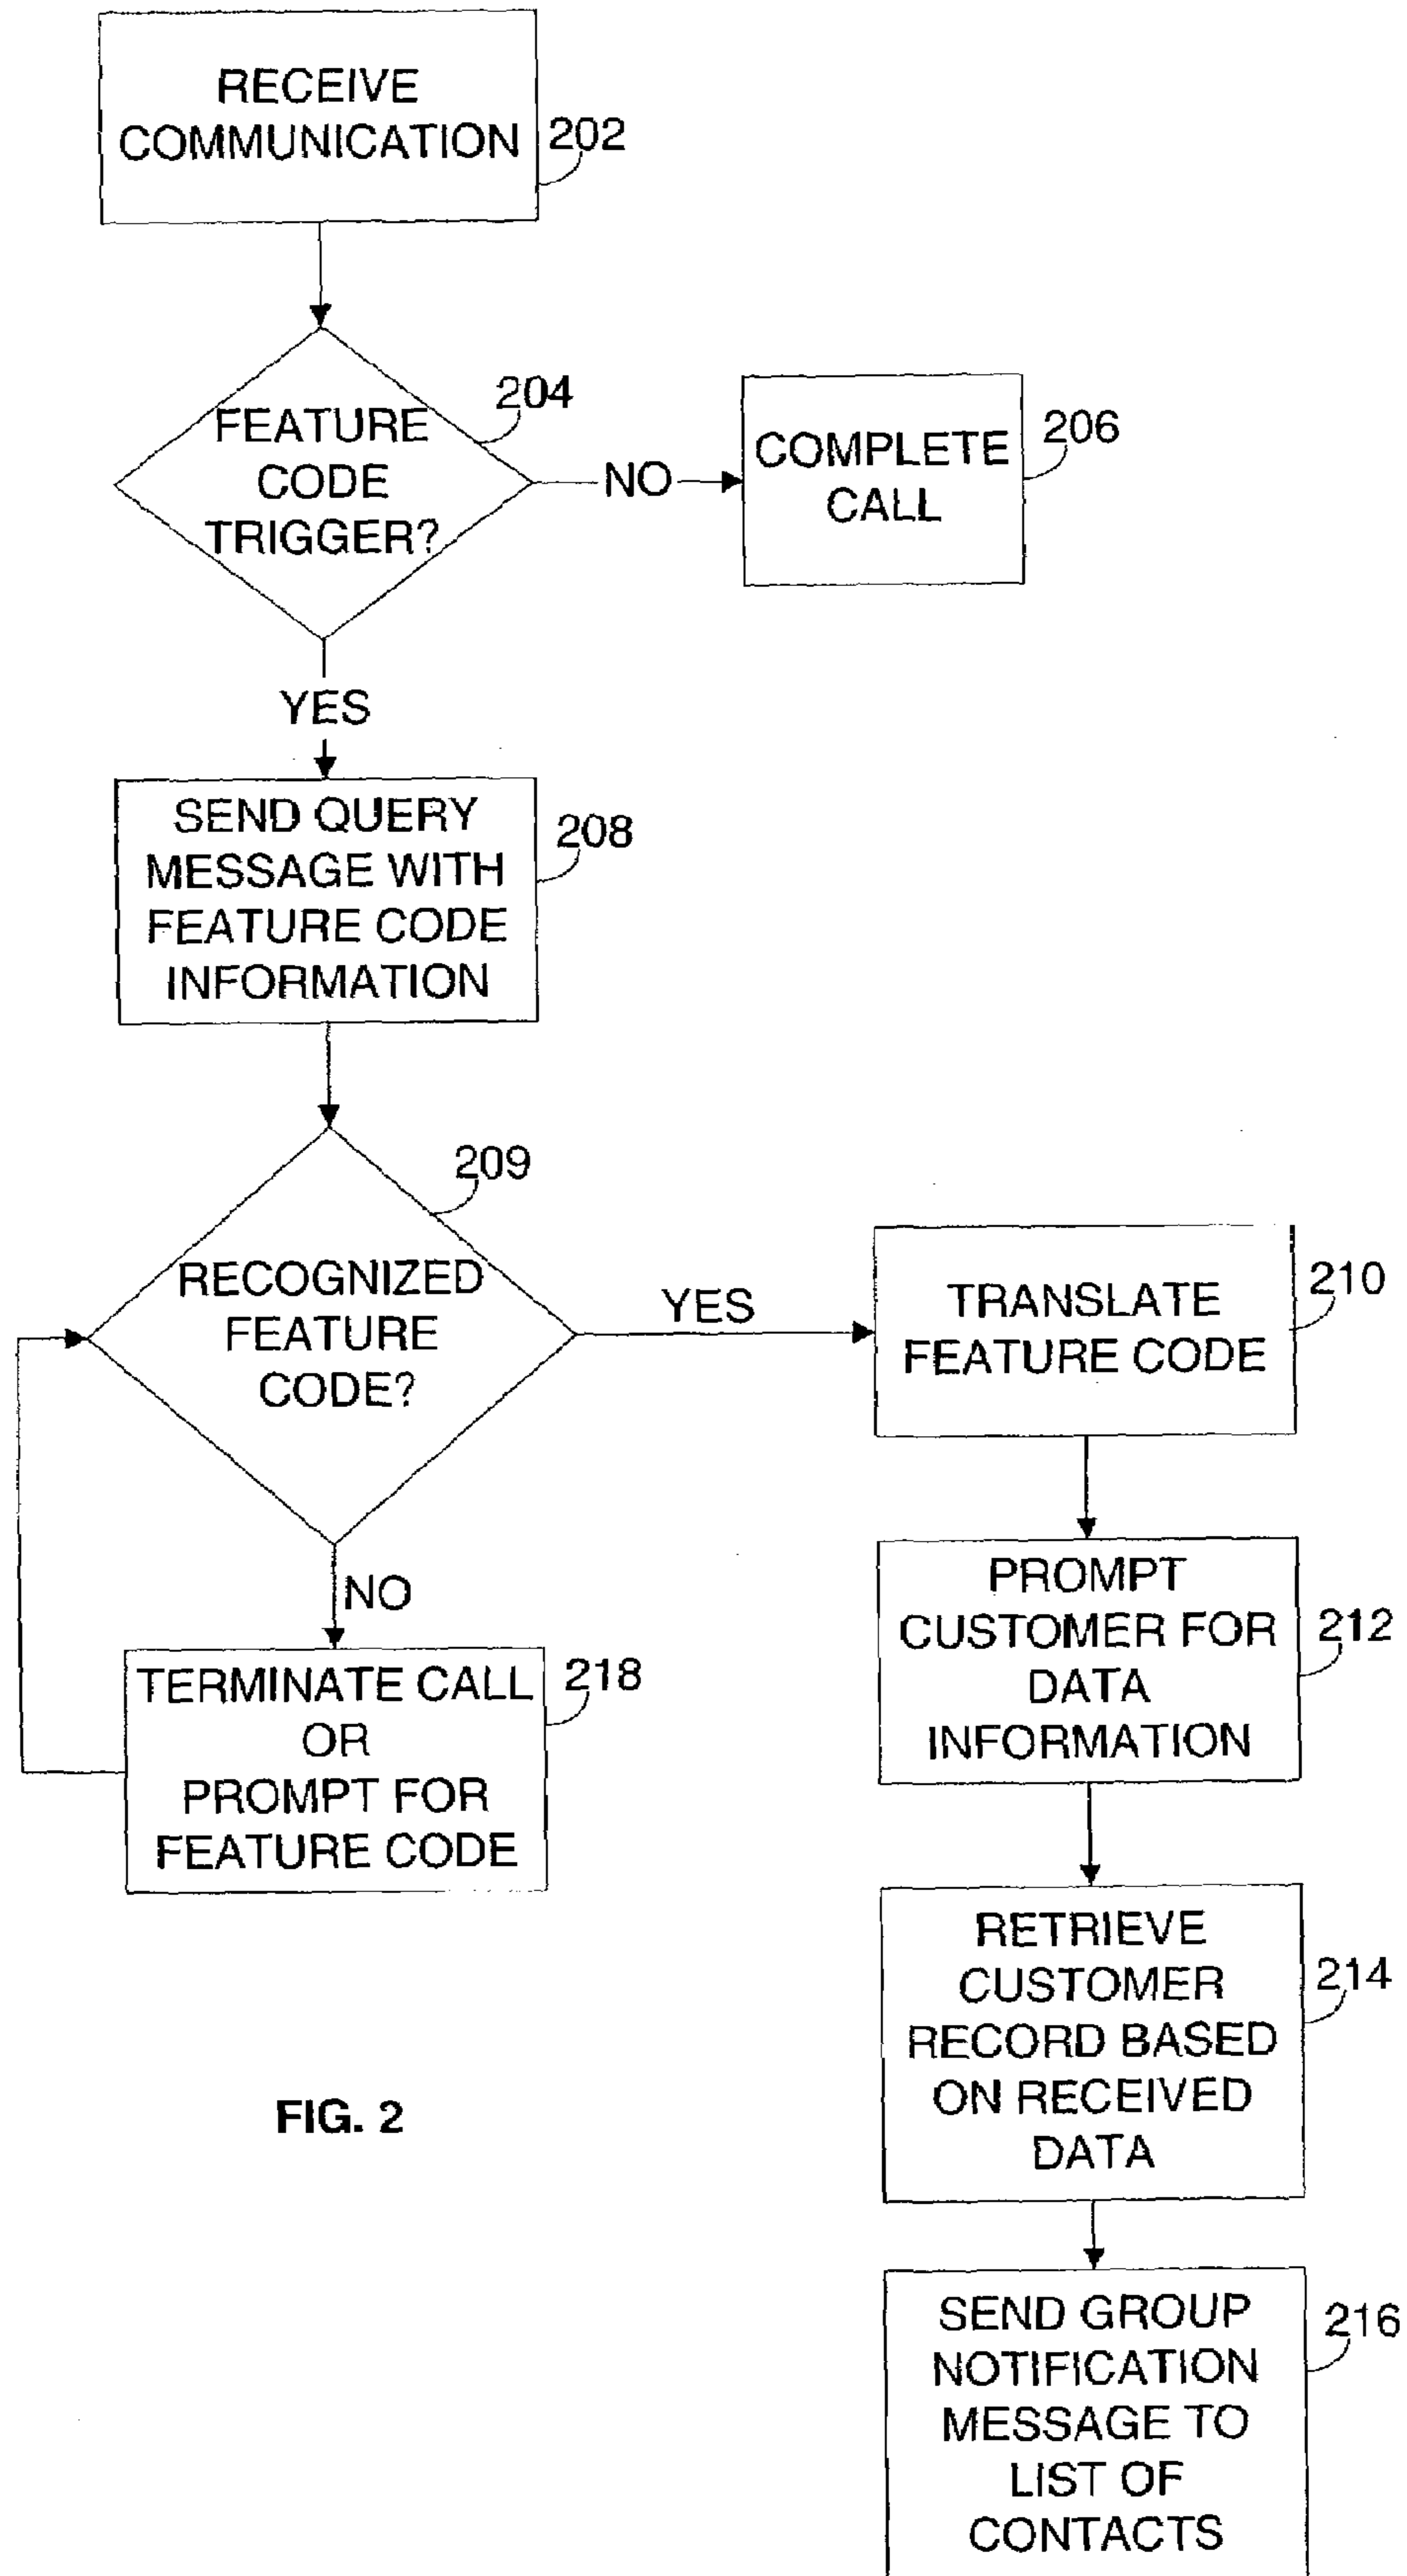 RECEIVE
COMMUNICATION
202
FEATURE
CODE
TRIGGER?
204
NO
COMPLETE
CALL
206
YES
SEND QUERY
MESSAGE WITH
FEATURE CODE
INFORMATION
208
RECOGNIZED
FEATURE
CODE?
209
YES
TRANSLATE
FEATURE CODE
210
NO
TERMINATE CALL
OR
PROMPT FOR
FEATURE CODE
218
PROMPT
CUSTOMER FOR
DATA
INFORMATION
212
RETRIEVE
CUSTOMER
RECORD BASED
ON RECEIVED
DATA
214
SEND GROUP
NOTIFICATION
MESSAGE TO
LIST OF
CONTACTS
216
FIG. 2